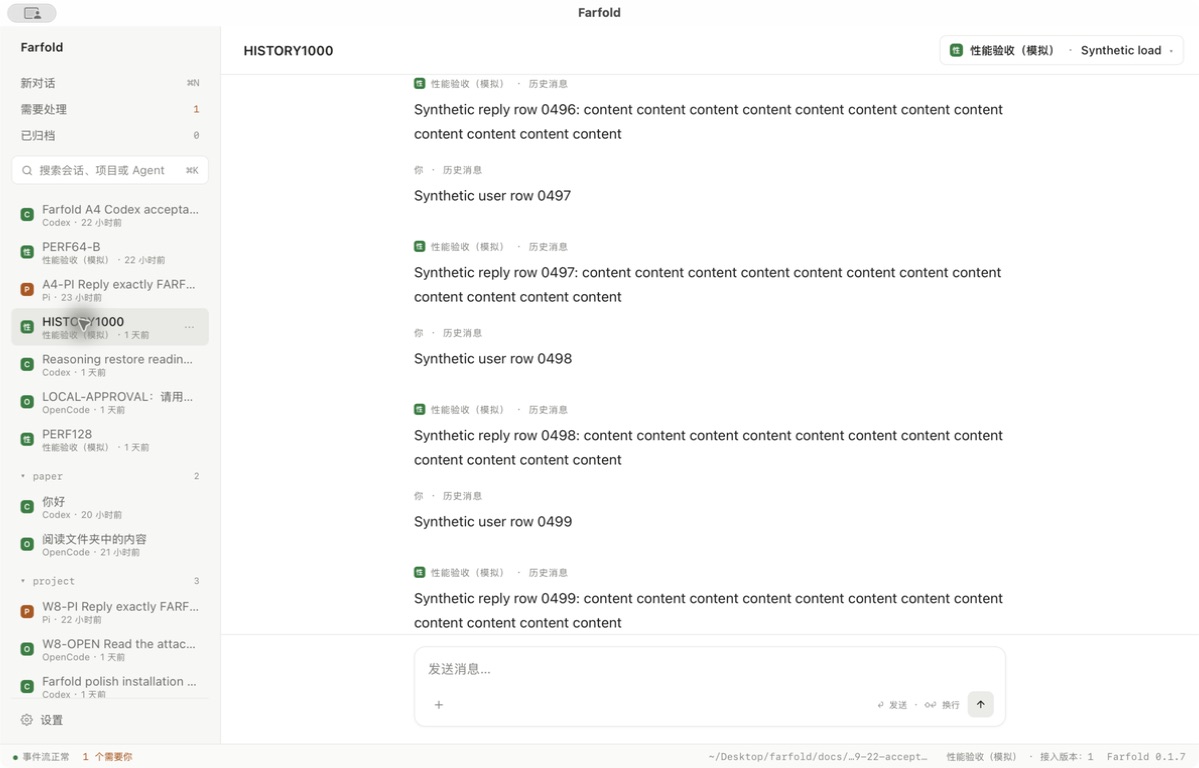 Farfold
Farfold
新对话 ⌘N
需要处理 1
已归档 0
搜索会话、项目或 Agent ⌘K
C Farfold A4 Codex accepta...
Codex · 22 小时前
性 PERF64-B
性能验收（模拟） · 22 小时前
P A4-PI Reply exactly FARF...
Pi · 23 小时前
性 HISTORY1000 ...
性能验收（模拟） · 1 天前
C Reasoning restore readin...
Codex · 1 天前
O LOCAL-APPROVAL：请用...
OpenCode · 1 天前
性 PERF128
性能验收（模拟） · 1 天前
paper 2
C 你好
Codex · 20 小时前
O 阅读文件夹中的内容
OpenCode · 21 小时前
project 3
P W8-PI Reply exactly FARF...
Pi · 22 小时前
O W8-OPEN Read the attac...
OpenCode · 1 天前
C Farfold polish installation ...
Codex · 1 天前
设置
HISTORY1000
性 性能验收（模拟） · Synthetic load
性 性能验收（模拟） · 历史消息
Synthetic reply row 0496: content content content content content content content content
content content content content
你 · 历史消息
Synthetic user row 0497
性 性能验收（模拟） · 历史消息
Synthetic reply row 0497: content content content content content content content content
content content content content
你 · 历史消息
Synthetic user row 0498
性 性能验收（模拟） · 历史消息
Synthetic reply row 0498: content content content content content content content content
content content content content
你 · 历史消息
Synthetic user row 0499
性 性能验收（模拟） · 历史消息
Synthetic reply row 0499: content content content content content content content content
content content content content
发送消息...
+ ↵ 发送 · ⇧↵ 换行
事件流正常 1 个需要你 ~/Desktop/farfold/docs/…9-22-accept… 性能验收（模拟） · 接入版本: 1 Farfold 0.1.7